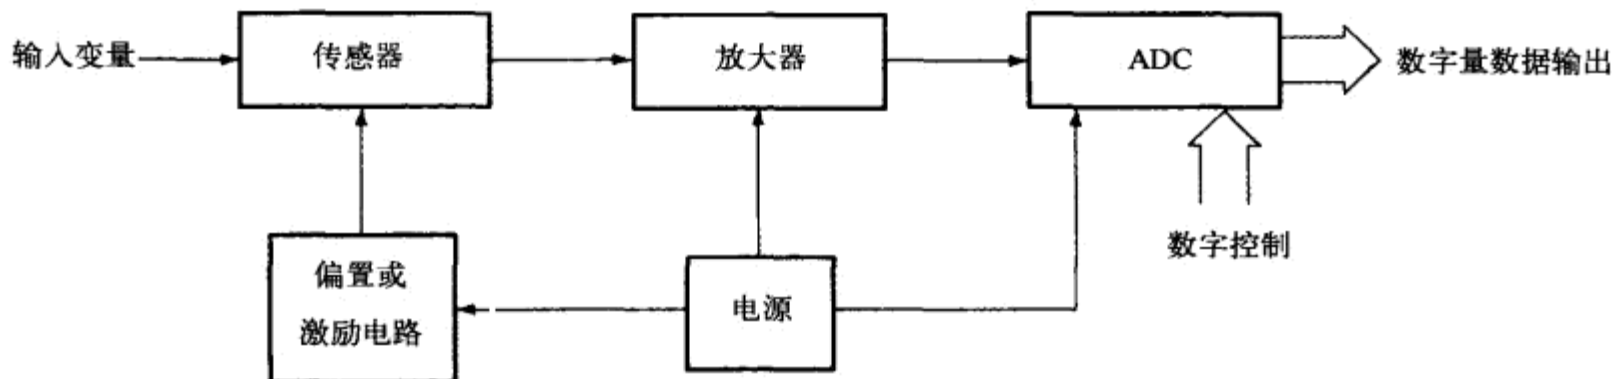 输入变量
传感器
放大器
ADC
数字量数据输出
数字控制
偏置或
激励电路
电源